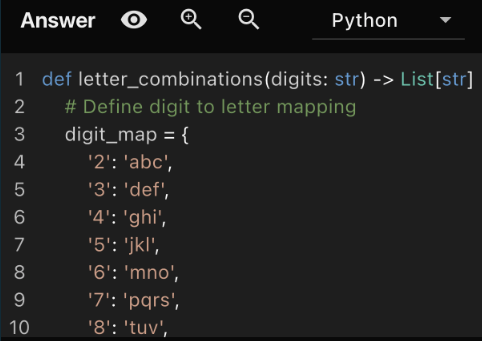 Answer Python
1 def letter_combinations(digits: str) -> List[str]
2 # Define digit to letter mapping
3 digit_map = {
4 '2': 'abc',
5 '3': 'def',
6 '4': 'ghi',
7 '5': 'jkl',
8 '6': 'mno',
9 '7': 'pqrs',
10 '8': 'tuv',